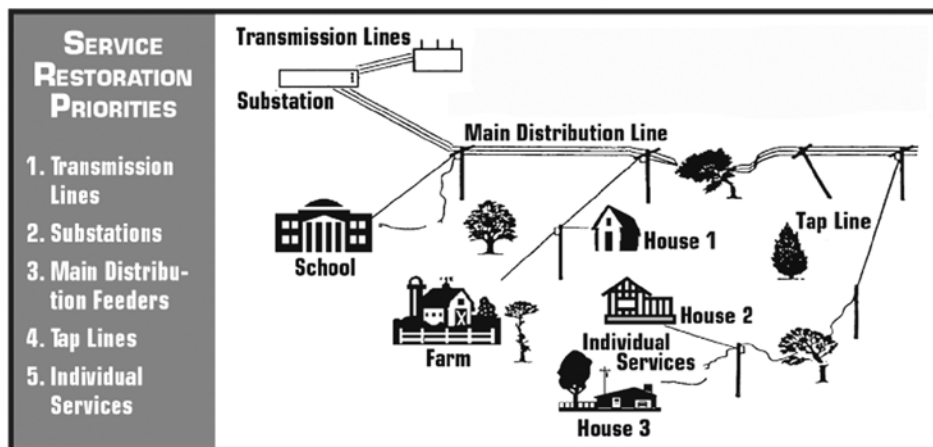 SERVICE
RESTORATION
PRIORITIES
1. Transmission
Lines
2. Substations
3. Main Distribu-
tion Feeders
4. Tap Lines
5. Individual
Services
Transmission Lines
Substation
Main Distribution Line
School
House 1
Tap Line
Farm
House 2
Individual
Services
House 3